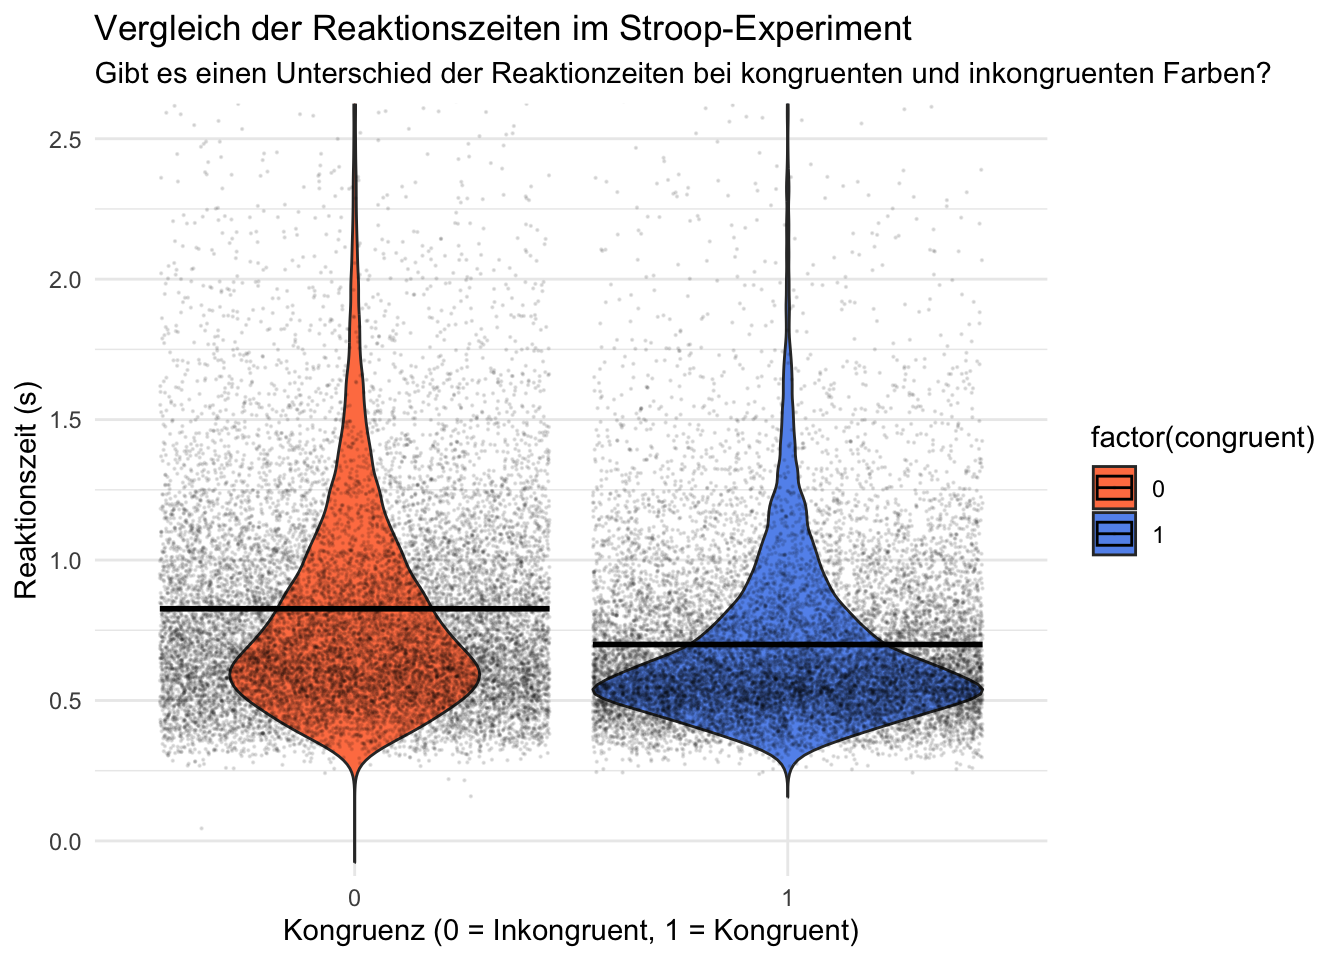 Vergleich der Reaktionszeiten im Stroop-Experiment
Gibt es einen Unterschied der Reaktionzeiten bei kongruenten und inkongruenten Farben?
Reaktionszeit (s)
2.5
2.0
1.5
1.0
0.5
0.0
0
1
Kongruenz (0 = Inkongruent, 1 = Kongruent)
factor(congruent)
0
1